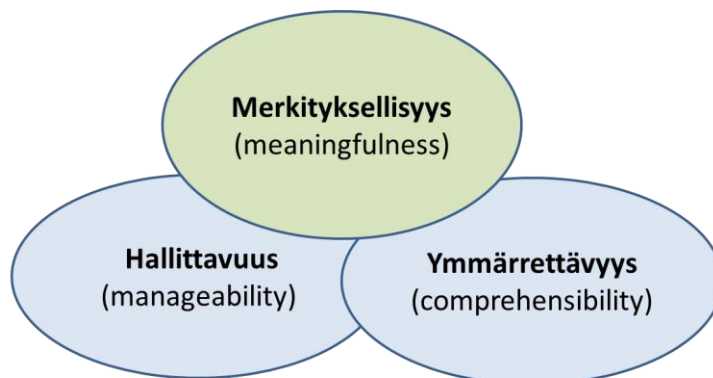 Merkityksellisyys
(meaningfulness)
Hallittavuus
(manageability)
Ymmärrettävyys
(comprehensibility)